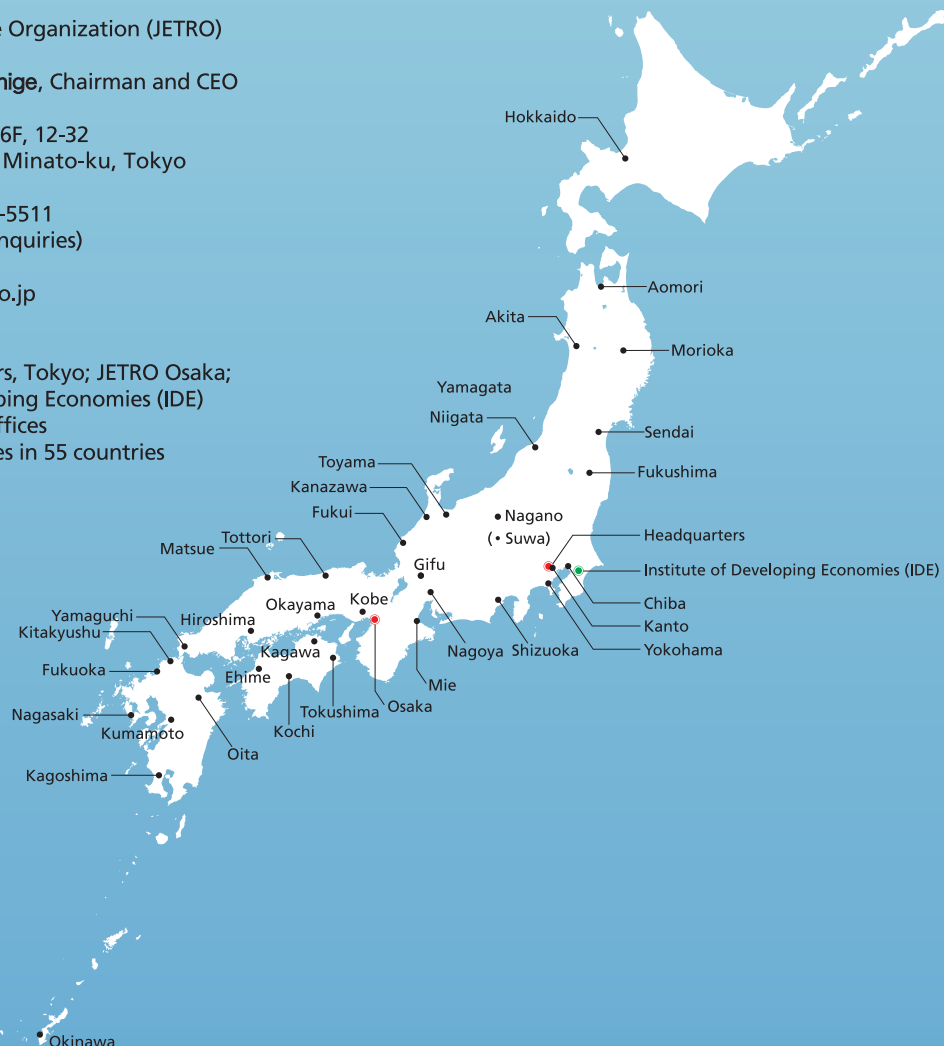 e Organization (JETRO)
nige, Chairman and CEO
6F, 12-32
Minato-ku, Tokyo
-5511
nquiries)
o.jp
rs, Tokyo; JETRO Osaka;
ping Economies (IDE)
ffices
es in 55 countries
Hokkaido
Aomori
Akita
Morioka
Yamagata
Niigata
Sendai
Toyama
Fukushima
Kanazawa
Fukui
Nagano
(• Suwa)
Headquarters
Tottori
Matsue
Gifu
Institute of Developing Economies (IDE)
Okayama
Kobe
Chiba
Yamaguchi
Hiroshima
Kanto
Kitakyushu
Kagawa
Nagoya
Shizuoka
Yokohama
Fukuoka
Ehime
Mie
Nagasaki
Tokushima
Osaka
Kumamoto
Kochi
Oita
Kagoshima
Okinawa